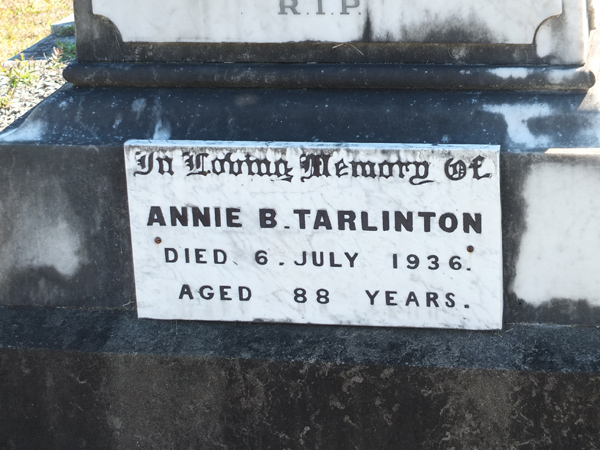 R.I.P.
In Loving Memory Of
ANNIE B. TARLINTON
DIED. 6. JULY 1936.
AGED 88 YEARS.